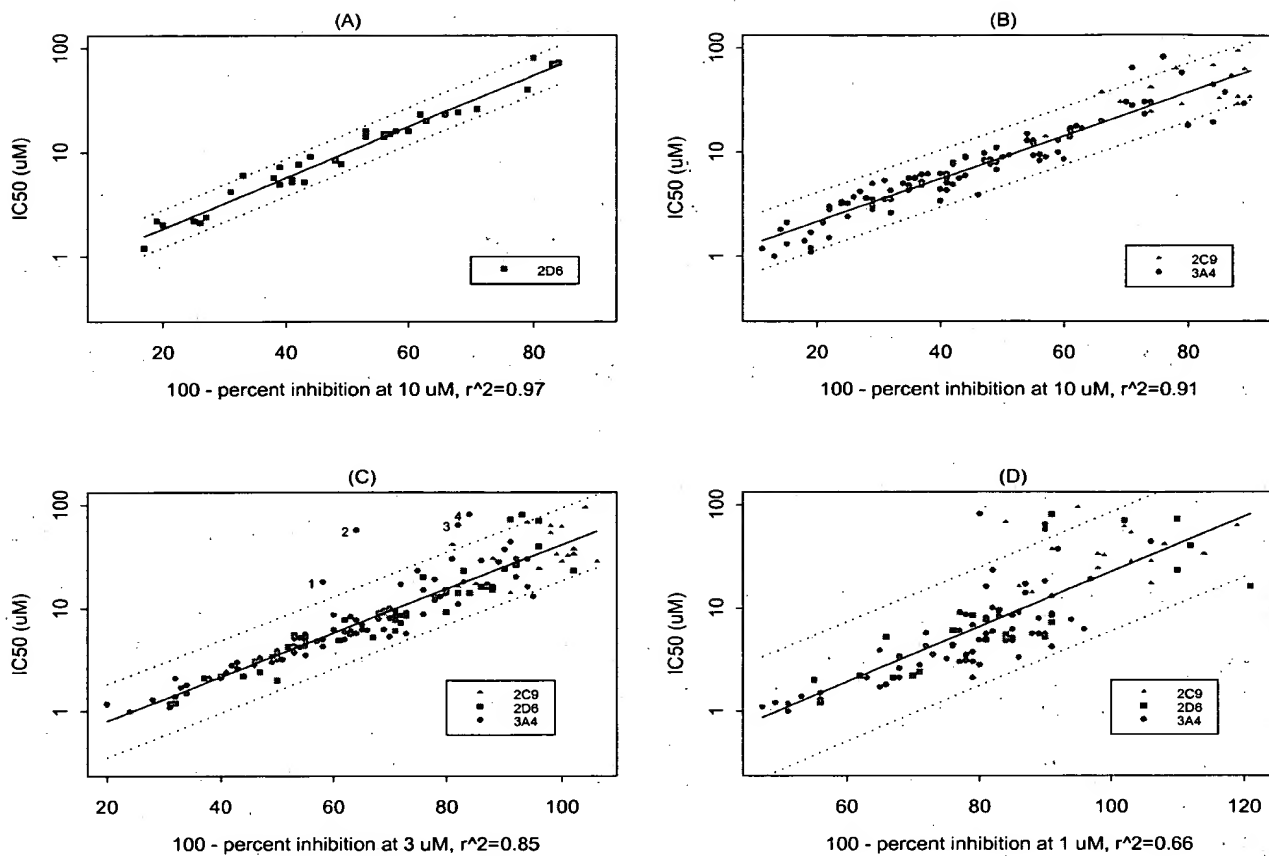 (A)
100
10
1
IC50 (uM)
2D6
20
40
60
80
100 - percent inhibition at 10 uM, r^2=0.97
(B)
100
10
1
IC50 (uM)
2C9
3A4
20
40
60
80
100 - percent inhibition at 10 uM, r^2=0.91
(C)
100
10
1
IC50 (uM)
1
2
3
4
2C9
2D6
3A4
20
40
60
80
100
100 - percent inhibition at 3 uM, r^2=0.85
(D)
100
10
1
IC50 (uM)
2C9
2D6
3A4
60
80
100
120
100 - percent inhibition at 1 uM, r^2=0.66